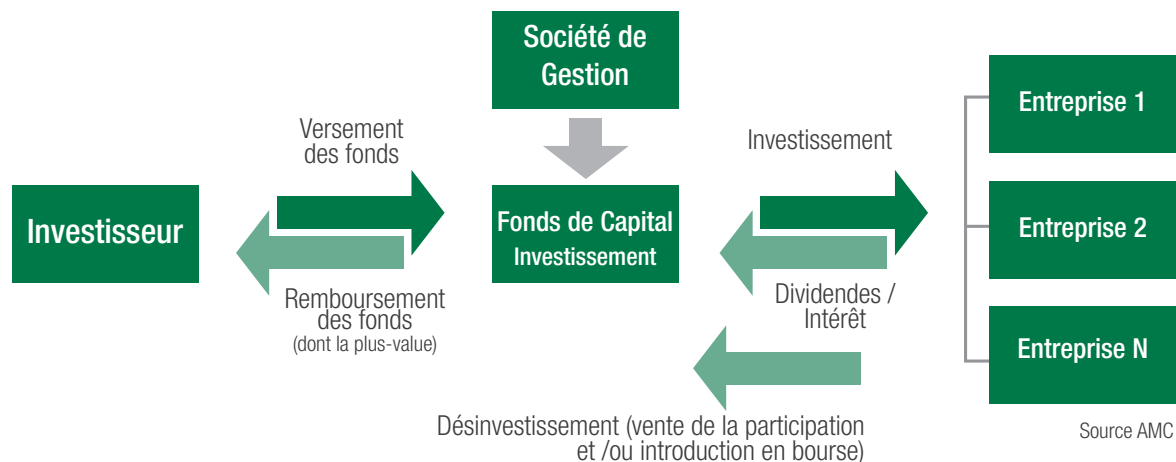 Société de
Gestion
Entreprise 1
Versement
des fonds
Investissement
Investisseur
Fonds de Capital
Investissement
Entreprise 2
Remboursement
des fonds
(dont la plus-value)
Dividendes /
Intérêt
Entreprise N
Désinvestissement (vente de la participation
et /ou introduction en bourse)
Source AMC